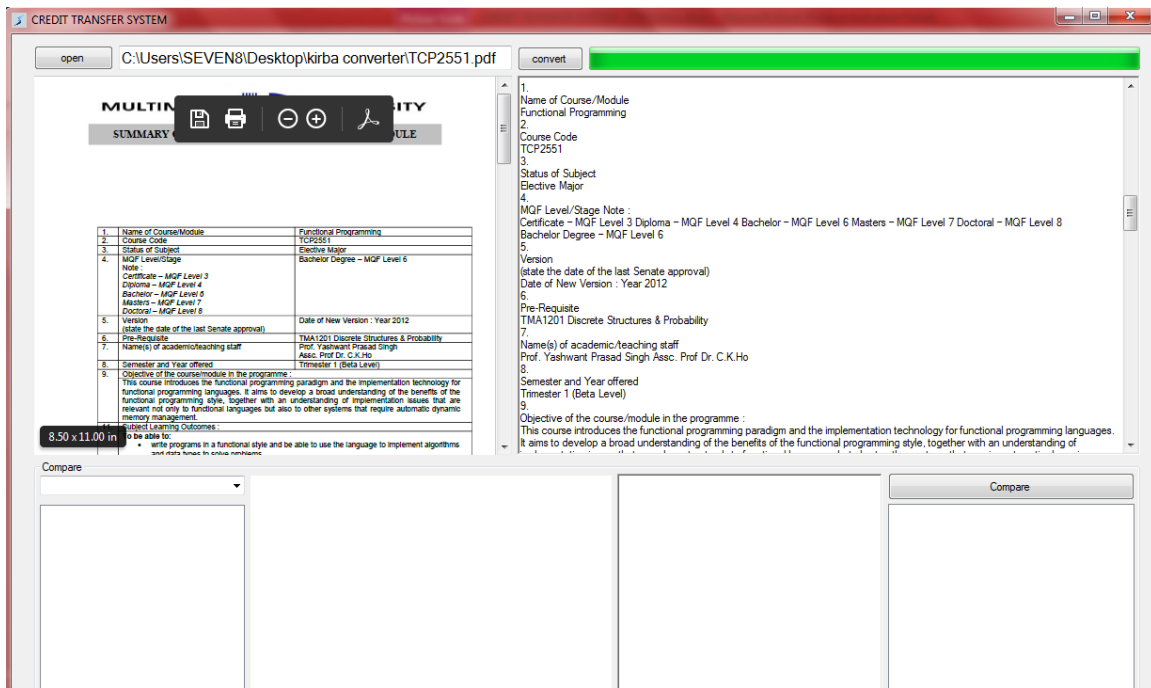 CREDIT TRANSFER SYSTEM
open
C:\Users\SEVEN8\Desktop\kirba converter\TCP2551.pdf
convert
MULTIN ITY
SUMMARY ULE
1. Name of Course/Module Functional Programming
2. Course Code TCP2551
3. Status of Subject Elective Major
4. MQF Level/Stage Bachelor Degree – MQF Level 6
Note :
Certificate – MQF Level 3
Diploma – MQF Level 4
Bachelor – MQF Level 6
Masters – MQF Level 7
Doctoral – MQF Level 8
5. Version Date of New Version : Year 2012
(state the date of the last Senate approval)
6. Pre-Requisite TMA1201 Discrete Structures & Probability
7. Name(s) of academic/teaching staff Prof. Yashwant Prasad Singh
Assc. Prof Dr. C.K.Ho
8. Semester and Year offered Trimester 1 (Beta Level)
9. Objective of the course/module in the programme :
This course introduces the functional programming paradigm and the implementation technology for
functional programming languages. It aims to develop a broad understanding of the benefits of the
functional programming style, together with an understanding of implementation issues that are
relevant not only to functional languages but also to other systems that require automatic dynamic
memory management.
Subject Learning Outcomes :
To be able to:
• write programs in a functional style and be able to use the language to implement algorithms
and data types to solve problems
8.50 x 11.00 in
1.
Name of Course/Module
Functional Programming
2.
Course Code
TCP2551
3.
Status of Subject
Elective Major
4.
MQF Level/Stage Note :
Certificate – MQF Level 3 Diploma – MQF Level 4 Bachelor – MQF Level 6 Masters – MQF Level 7 Doctoral – MQF Level 8
Bachelor Degree – MQF Level 6
5.
Version
(state the date of the last Senate approval)
Date of New Version : Year 2012
6.
Pre-Requisite
TMA1201 Discrete Structures & Probability
7.
Name(s) of academic/teaching staff
Prof. Yashwant Prasad Singh Assc. Prof Dr. C.K.Ho
8.
Semester and Year offered
Trimester 1 (Beta Level)
9.
Objective of the course/module in the programme :
This course introduces the functional programming paradigm and the implementation technology for functional programming languages.
It aims to develop a broad understanding of the benefits of the functional programming style, together with an understanding of
Compare
Compare